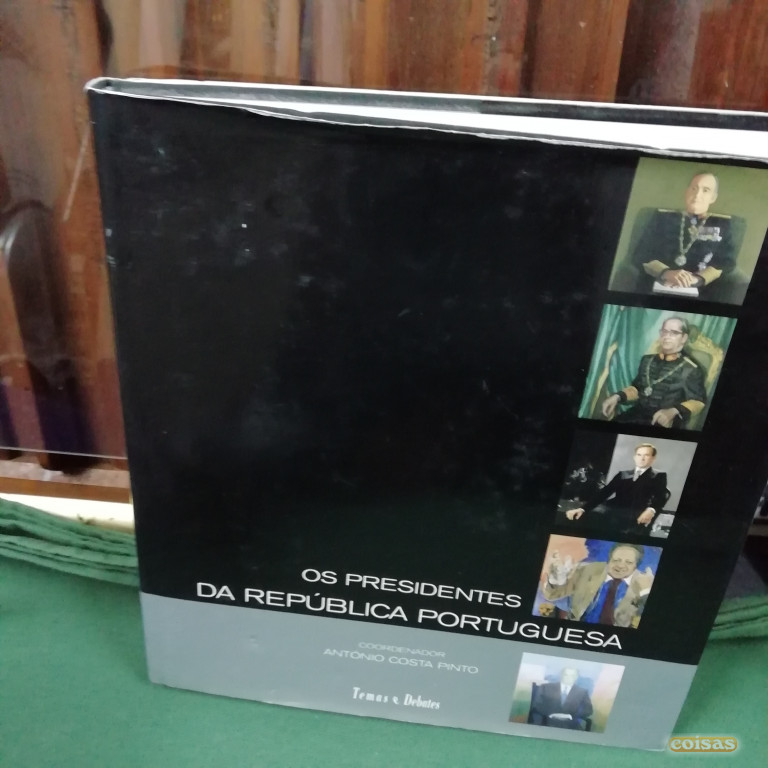 OS PRESIDENTES
DA REPÚBLICA PORTUGUESA
COORDENADOR
ANTÓNIO COSTA PINTO
Temas e Debates
coisas